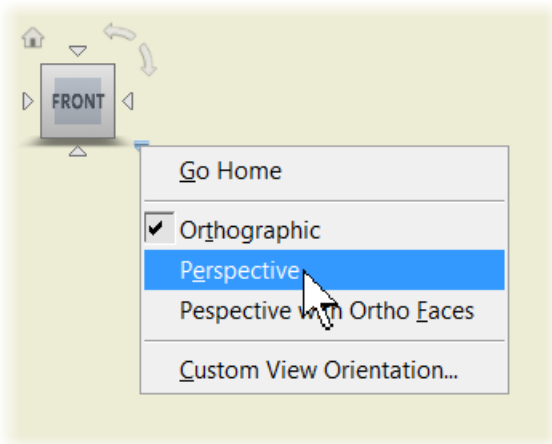 FRONT
Go Home
Orthographic
Perspective
Pespective with Ortho Faces
Custom View Orientation...